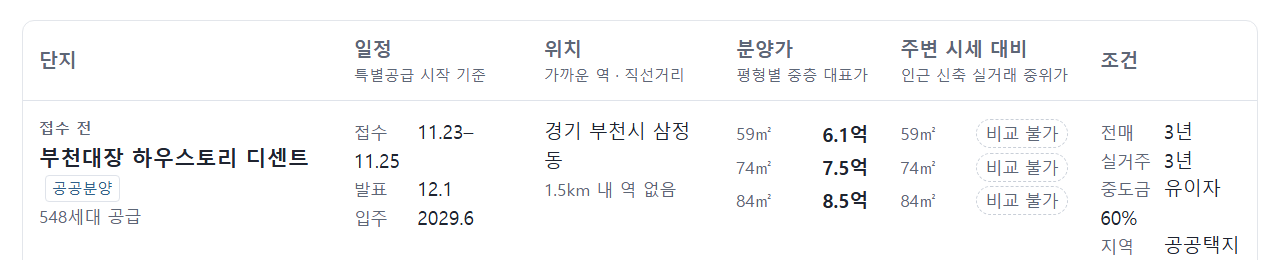 단지
일정
특별공급 시작 기준
위치
가까운 역 · 직선거리
분양가
평형별 중층 대표가
주변 시세 대비
인근 신축 실거래 중위가
조건
접수 전
부천대장 하우스토리 디센트
공공분양
548세대 공급
접수 11.23–
11.25
발표 12.1
입주 2029.6
경기 부천시 삼정
동
1.5km 내 역 없음
59㎡ 6.1억
74㎡ 7.5억
84㎡ 8.5억
59㎡ 비교 불가
74㎡ 비교 불가
84㎡ 비교 불가
전매 3년
실거주 3년
중도금 유이자
60%
지역 공공택지